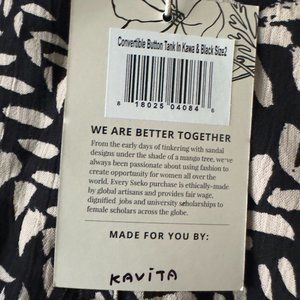 Convertible Button Tank In Kawa & Black Size2
8 18025 04084 6
WE ARE BETTER TOGETHER
From the early days of tinkering with sandal
designs under the shade of a mango tree, we've
always been passionate about using fashion to
create opportunity for women all over the
world. Every Sseko purchase is ethically-made
by global artisans and provides fair wage,
dignified jobs and university scholarships to
female scholars across the globe.
MADE FOR YOU BY:
KAVITA